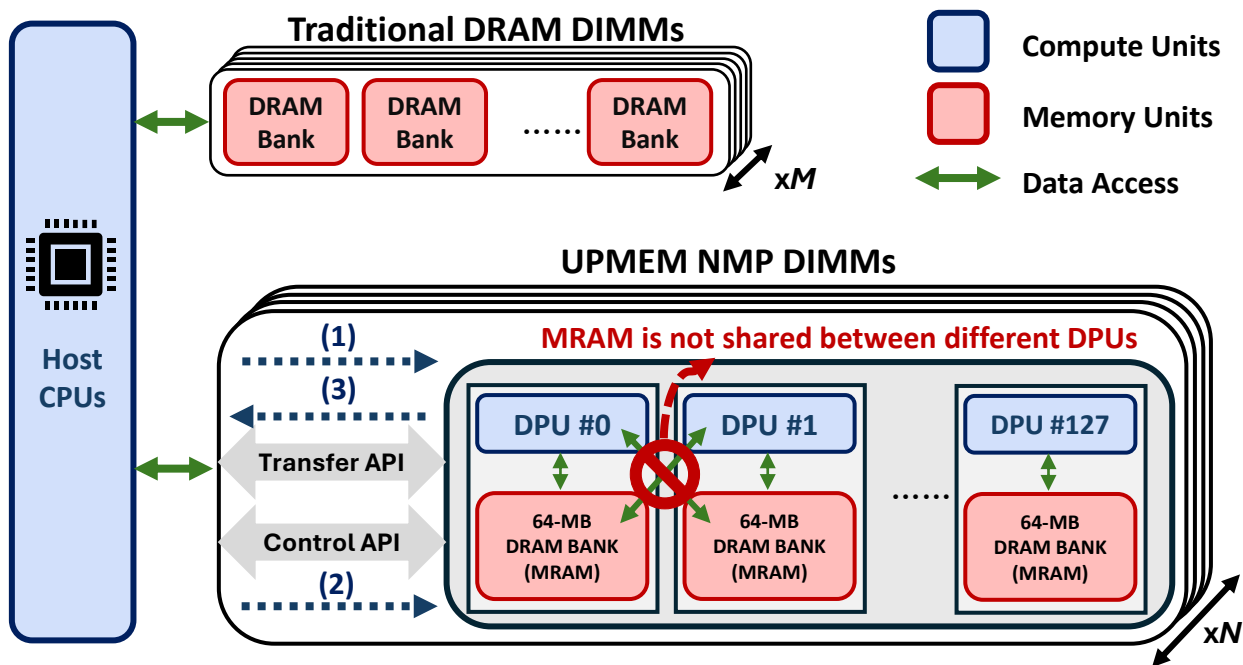 Traditional DRAM DIMMs
DRAM
Bank
DRAM
Bank
......
DRAM
Bank
xM
Compute Units
Memory Units
Data Access
Host
CPUs
UPMEM NMP DIMMs
MRAM is not shared between different DPUs
(1)
(3)
Transfer API
Control API
(2)
DPU #0
64-MB
DRAM BANK
(MRAM)
DPU #1
64-MB
DRAM BANK
(MRAM)
......
DPU #127
64-MB
DRAM BANK
(MRAM)
xN